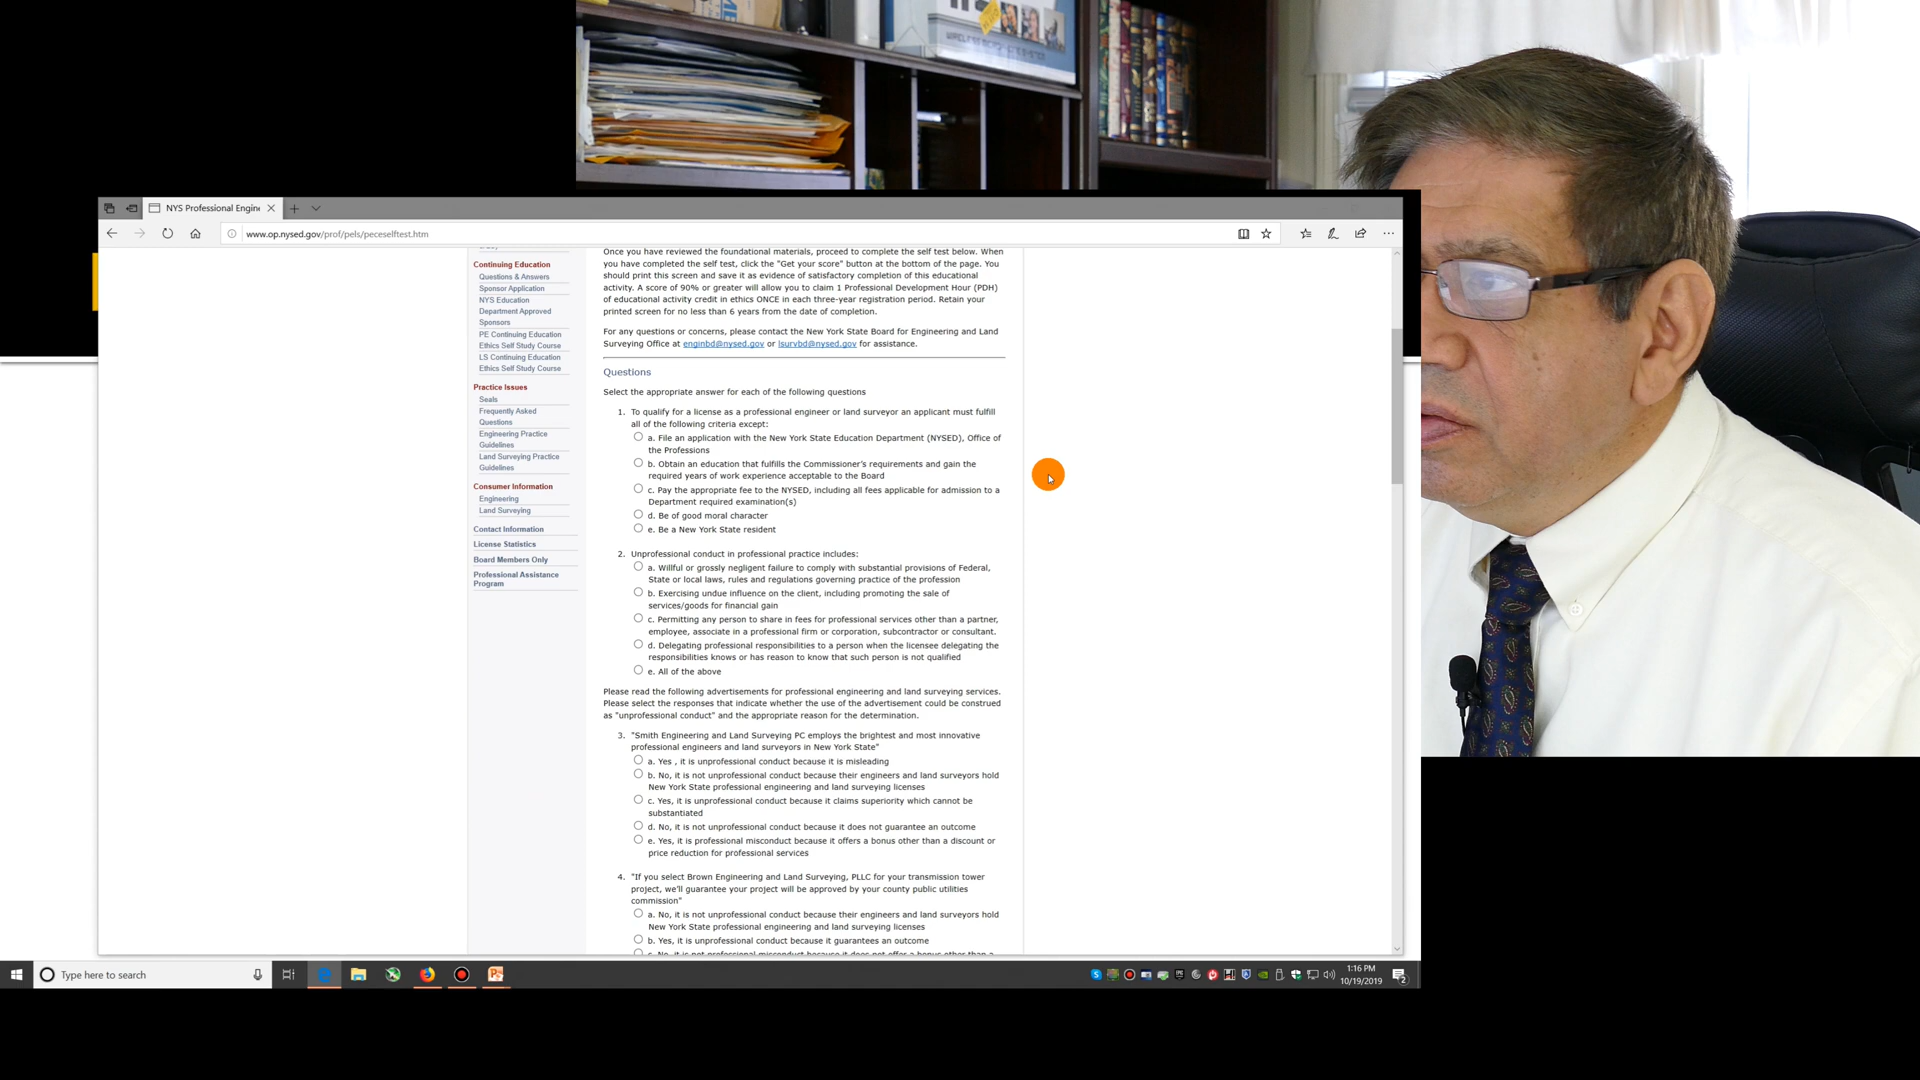 WIRELESS
NYS Professional Engin
www.op.nysed.gov/prof/pels/peceselftest.htm
Continuing Education
Questions & Answers
Sponsor Application
NYS Education
Department Approved
Sponsors
PE Continuing Education
Ethics Self Study Course
LS Continuing Education
Ethics Self Study Course
Practice Issues
Seals
Frequently Asked
Questions
Engineering Practice
Guidelines
Land Surveying Practice
Guidelines
Consumer Information
Engineering
Land Surveying
Contact Information
License Statistics
Board Members Only
Professional Assistance
Program
Once you have reviewed the foundational materials, proceed to complete the self test below. When
you have completed the self test, click the "Get your score" button at the bottom of the page. You
should print this screen and save it as evidence of satisfactory completion of this educational
activity. A score of 90% or greater will allow you to claim 1 Professional Development Hour (PDH)
of educational activity credit in ethics ONCE in each three-year registration period. Retain your
printed screen for no less than 6 years from the date of completion.
For any questions or concerns, please contact the New York State Board for Engineering and Land
Surveying Office at enginbd@nysed.gov or lsurvbd@nysed.gov for assistance.
Questions
Select the appropriate answer for each of the following questions
1. To qualify for a license as a professional engineer or land surveyor an applicant must fulfill
all of the following criteria except:
a. File an application with the New York State Education Department (NYSED), Office of
the Professions
b. Obtain an education that fulfills the Commissioner's requirements and gain the
required years of work experience acceptable to the Board
c. Pay the appropriate fee to the NYSED, including all fees applicable for admission to a
Department required examination(s)
d. Be of good moral character
e. Be a New York State resident
2. Unprofessional conduct in professional practice includes:
a. Willful or grossly negligent failure to comply with substantial provisions of Federal,
State or local laws, rules and regulations governing practice of the profession
b. Exercising undue influence on the client, including promoting the sale of
services/goods for financial gain
c. Permitting any person to share in fees for professional services other than a partner,
employee, associate in a professional firm or corporation, subcontractor or consultant.
d. Delegating professional responsibilities to a person when the licensee delegating the
responsibilities knows or has reason to know that such person is not qualified
e. All of the above
Please read the following advertisements for professional engineering and land surveying services.
Please select the responses that indicate whether the use of the advertisement could be construed
as "unprofessional conduct" and the appropriate reason for the determination.
3. "Smith Engineering and Land Surveying PC employs the brightest and most innovative
professional engineers and land surveyors in New York State"
a. Yes , it is unprofessional conduct because it is misleading
b. No, it is not unprofessional conduct because their engineers and land surveyors hold
New York State professional engineering and land surveying licenses
c. Yes, it is unprofessional conduct because it claims superiority which cannot be
substantiated
d. No, it is not unprofessional conduct because it does not guarantee an outcome
e. Yes, it is professional misconduct because it offers a bonus other than a discount or
price reduction for professional services
4. "If you select Brown Engineering and Land Surveying, PLLC for your transmission tower
project, we'll guarantee your project will be approved by your county public utilities
commission"
a. No, it is not unprofessional conduct because their engineers and land surveyors hold
New York State professional engineering and land surveying licenses
b. Yes, it is unprofessional conduct because it guarantees an outcome
c. No, it is not professional misconduct because it does not offer a bonus other than a
Type here to search
1:16 PM
10/19/2019
2